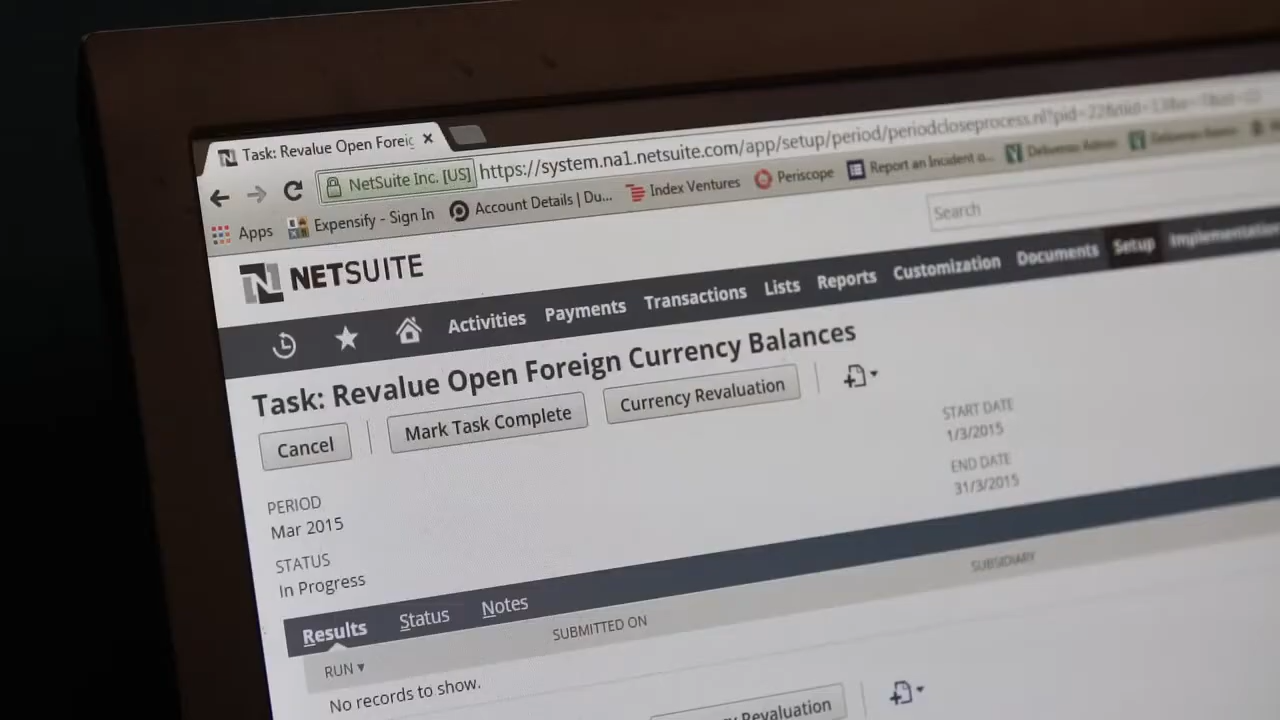 Task: Revalue Open Foreig
NetSuite Inc. [US] https://system.na1.netsuite.com/app/setup/period/periodcloseprocess.nl?pid=
Apps Expensify - Sign In Account Details | Du... Index Ventures Periscope Report an Incident o...
Search
NETSUITE
Activities Payments Transactions Lists Reports Customization Documents Setup Implementation
Task: Revalue Open Foreign Currency Balances
Cancel Mark Task Complete Currency Revaluation
START DATE
1/3/2015
END DATE
31/3/2015
PERIOD
Mar 2015
STATUS
In Progress
Results Status Notes
RUN ▾ SUBMITTED ON SUBSIDIARY
No records to show.
y Revaluation